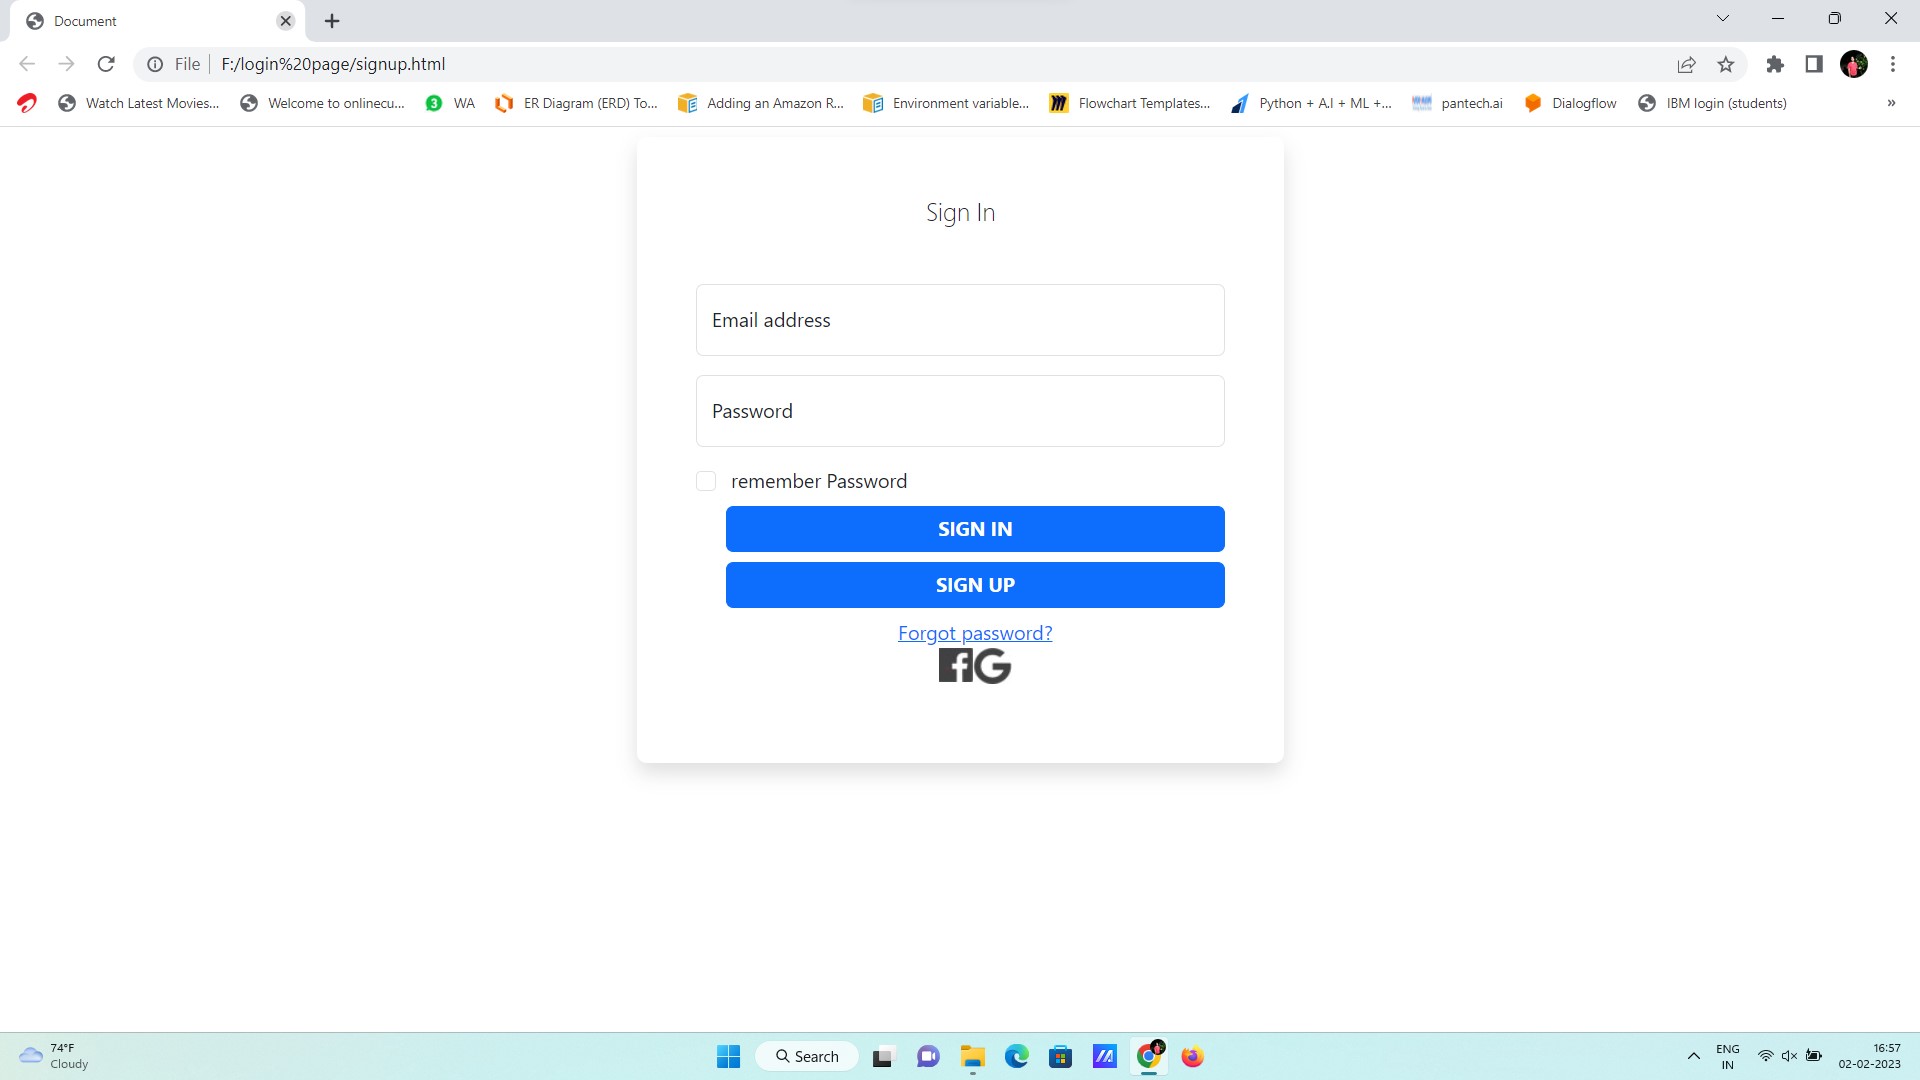 Document
File F:/login%20page/signup.html
Watch Latest Movies... Welcome to onlinecu... 3 WA ER Diagram (ERD) To... Adding an Amazon R... Environment variable... Flowchart Templates... Python + A.I + ML +... pantech.ai Dialogflow IBM login (students) »
Sign In
Email address
Password
remember Password
SIGN IN
SIGN UP
Forgot password?
74°F
Cloudy
Search
ENG
IN
16:57
02-02-2023